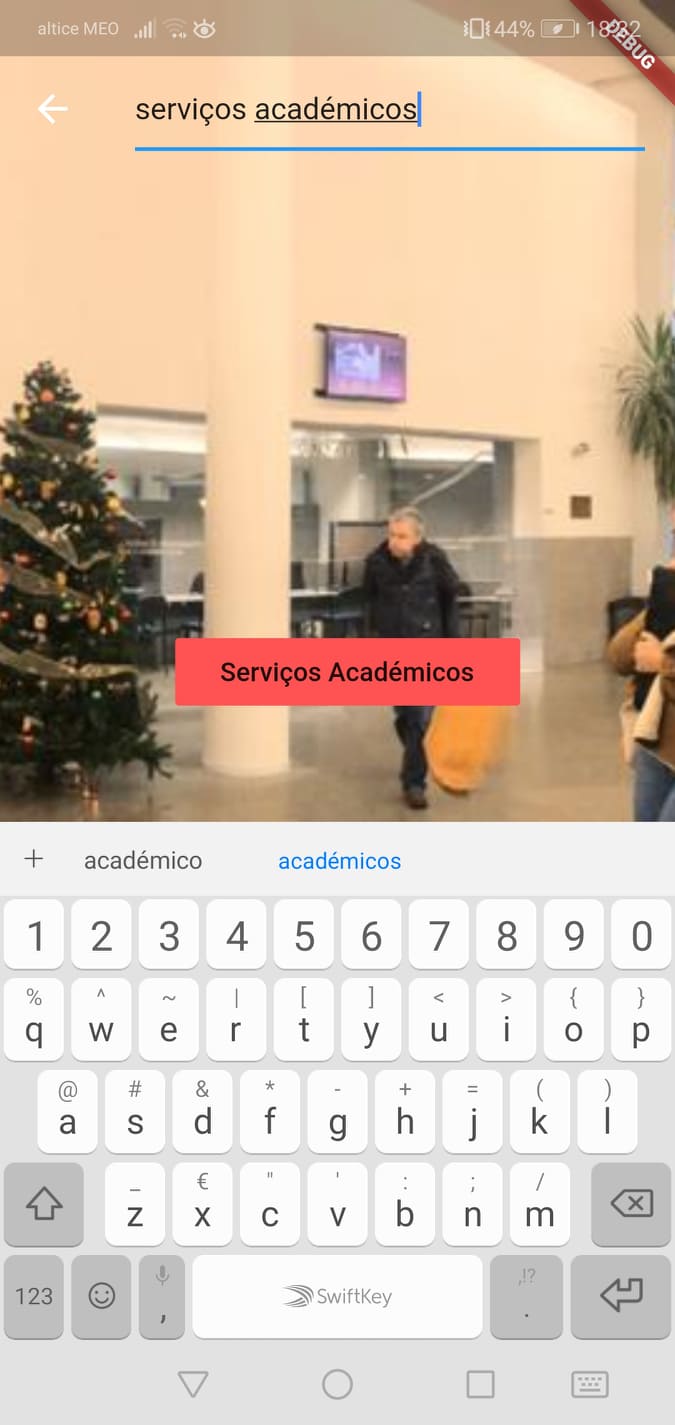 altice MEO 44% 18:32
DEBUG
serviços académicos
Serviços Académicos
+ académico académicos
1 2 3 4 5 6 7 8 9 0
% ^ ~ | [ ] < > { }
q w e r t y u i o p
@ # & * - + = ( )
a s d f g h j k l
_ € " ' : ; /
z x c v b n m
,!?
123 , SwiftKey .